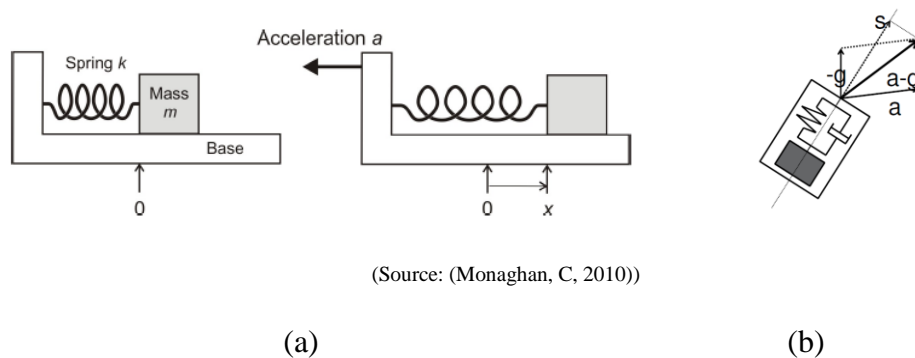 Acceleration a
Spring k
Mass
m
Base
0
0
x
s
-g
a-g
a
(Source: (Monaghan, C, 2010))
(a)
(b)